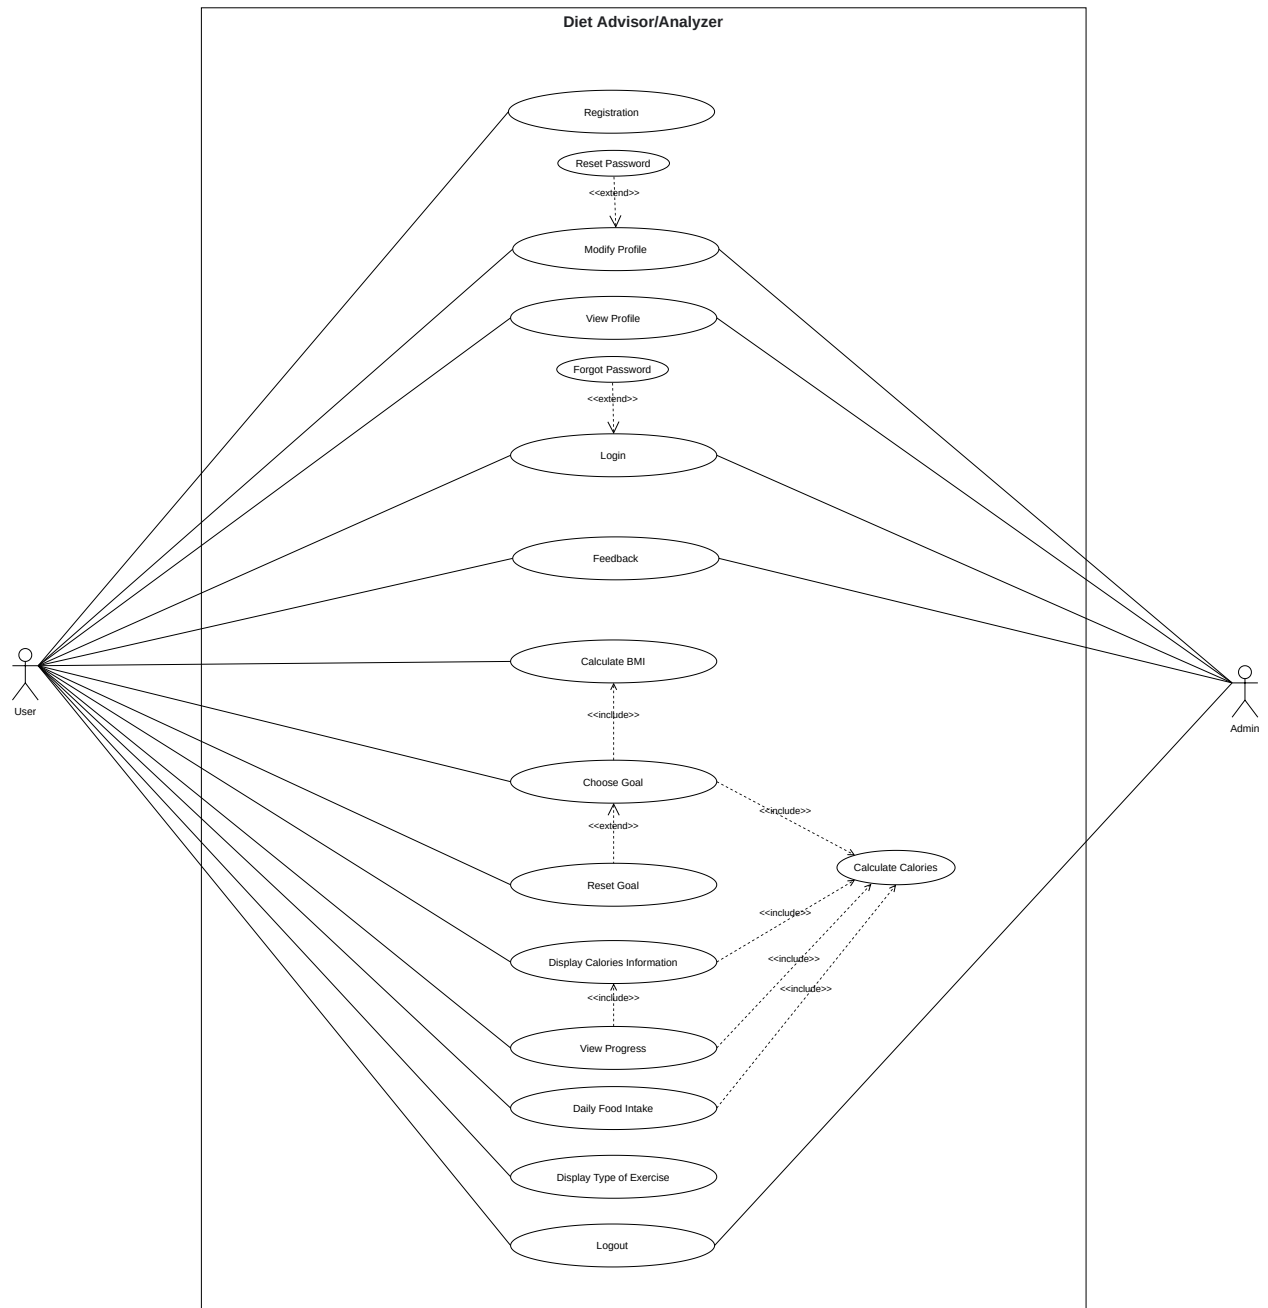 Diet Advisor/Analyzer
Registration
Reset Password
<<extend>>
Modify Profile
View Profile
Forgot Password
<<extend>>
Login
Feedback
Calculate BMI
User
Admin
<<include>>
Choose Goal
<<include>>
<<extend>>
Calculate Calories
Reset Goal
<<include>>
Display Calories Information
<<include>>
<<include>>
<<include>>
View Progress
Daily Food Intake
Display Type of Exercise
Logout